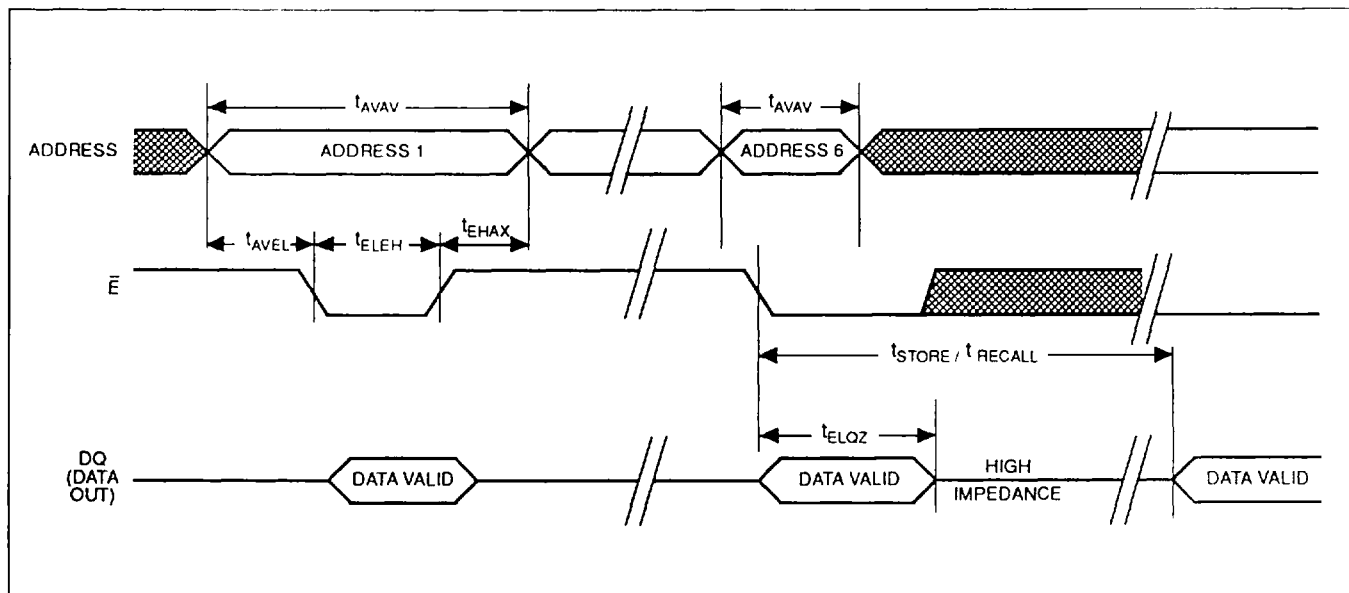 tAVAV
tAVAV
ADDRESS
ADDRESS 1
ADDRESS 6
tAVEL
tELEH
tEHAX
Ē
tSTORE / tRECALL
tELQZ
DQ
(DATA
OUT)
DATA VALID
DATA VALID
HIGH
IMPEDANCE
DATA VALID